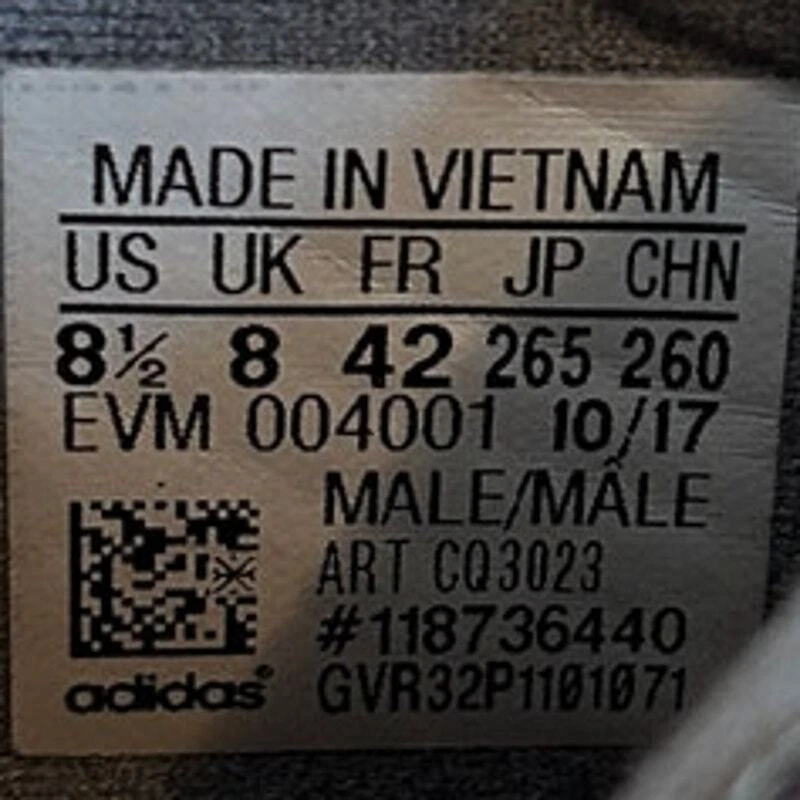 MADE IN VIETNAM
US UK FR JP CHN
8½ 8 42 265 260
EVM 004001 10/17
MALE/MÂLE
ART CQ3023
#118736440
adidas® GVR32P1101071